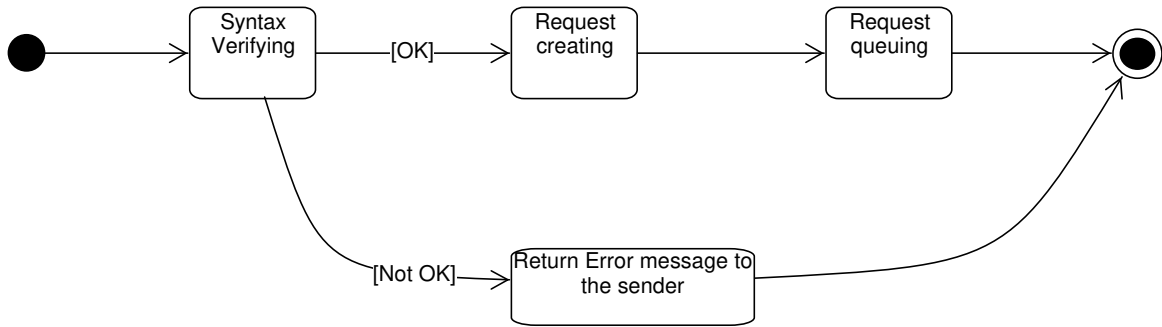 Syntax
Verifying
[OK]
Request
creating
Request
queuing
[Not OK]
Return Error message to
the sender